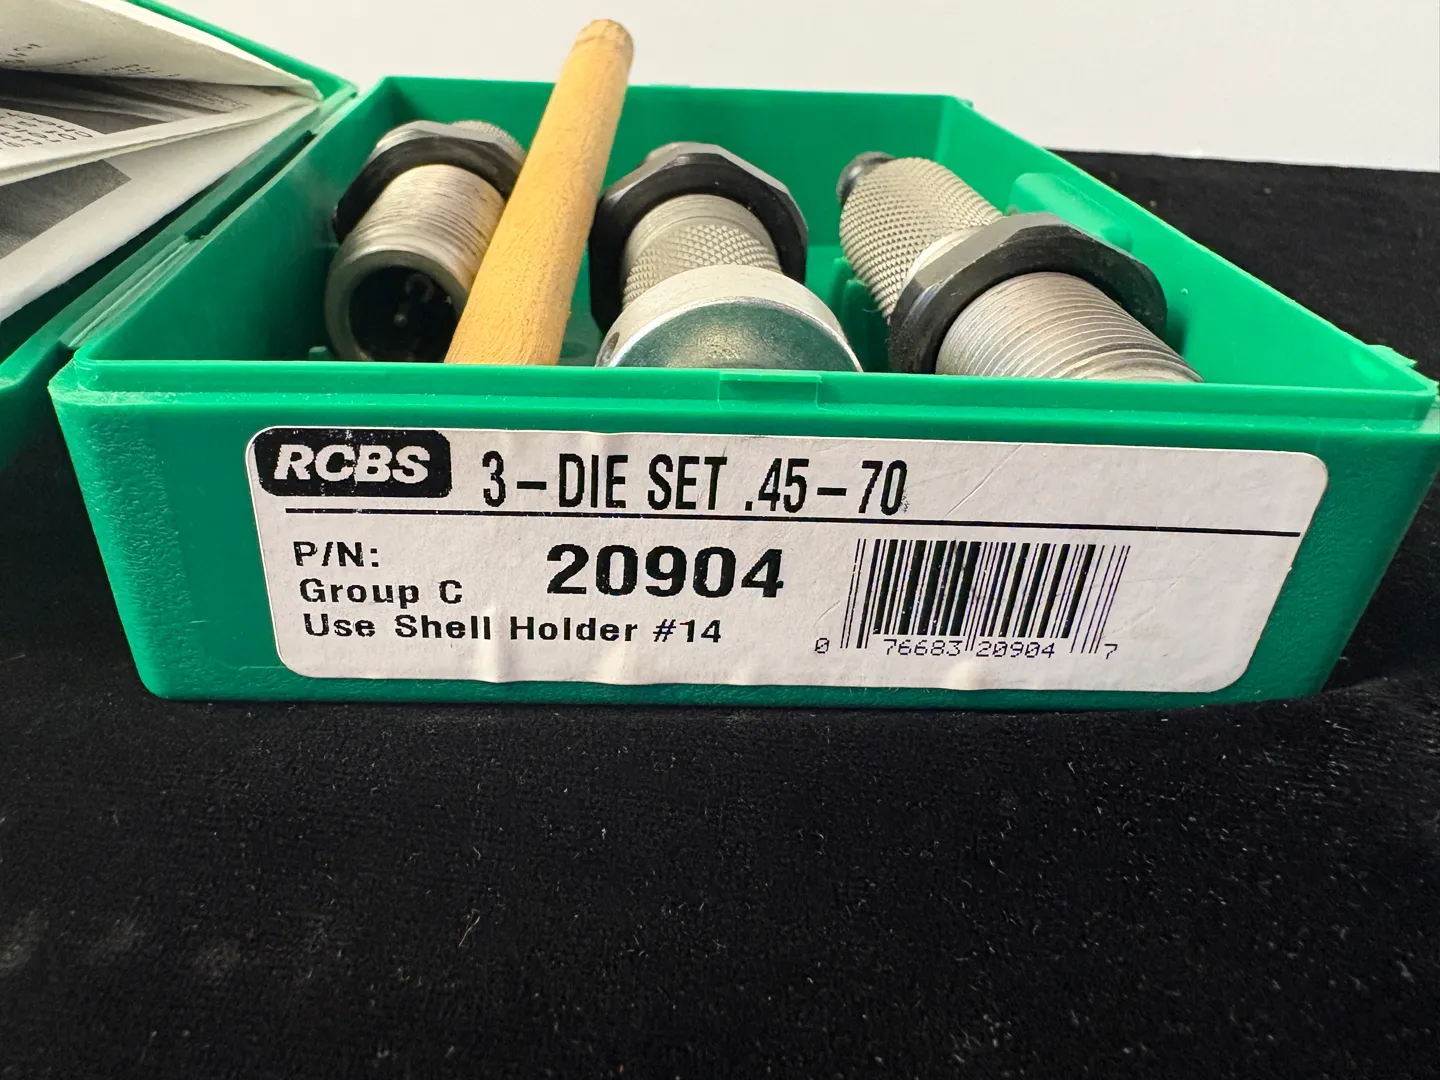 RCBS 3-DIE SET .45-70
P/N: 20904
Group C
Use Shell Holder #14
0 76683 20904 7